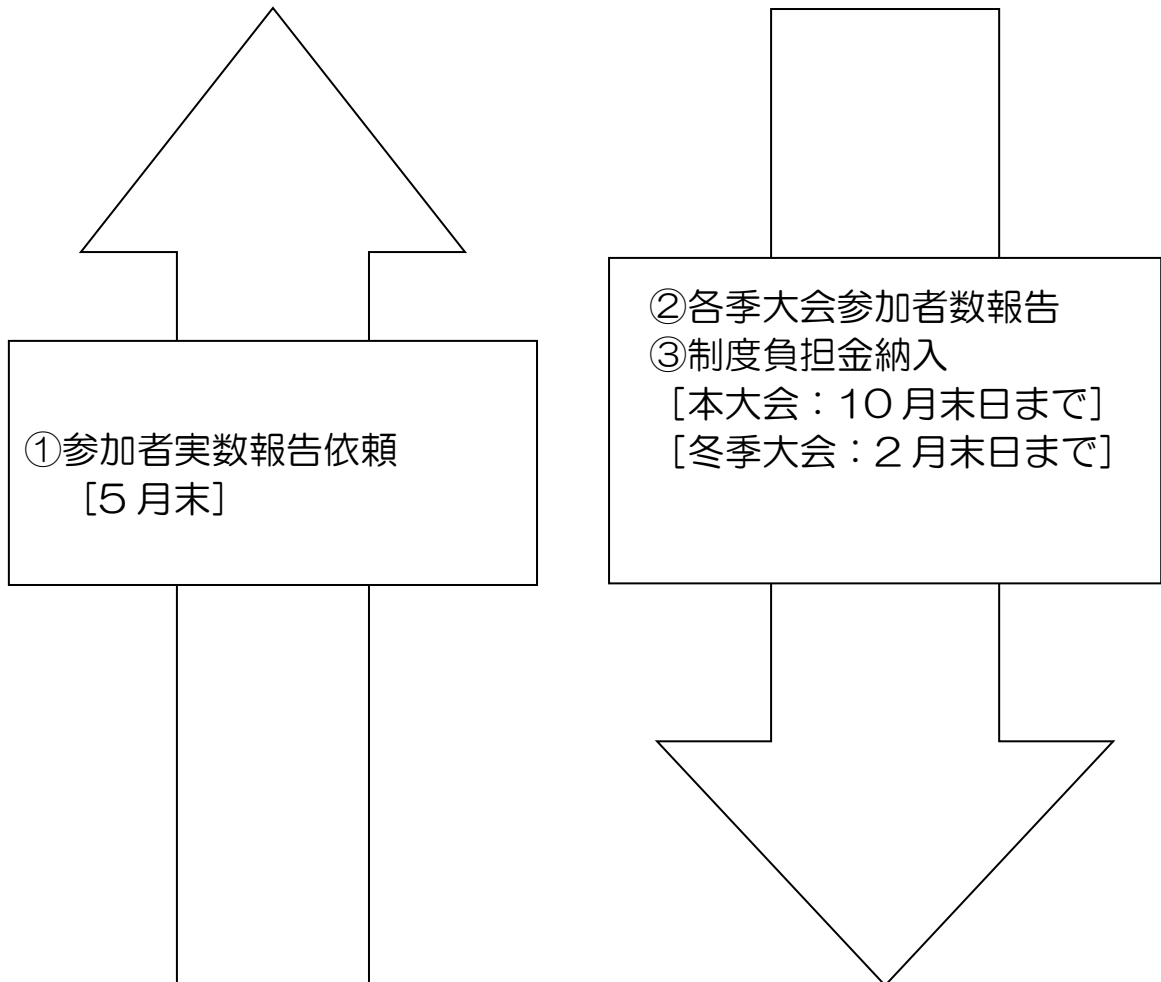 ①参加者実数報告依頼
［5月末］
②各季大会参加者数報告
③制度負担金納入
［本大会：10月末日まで］
［冬季大会：2月末日まで］